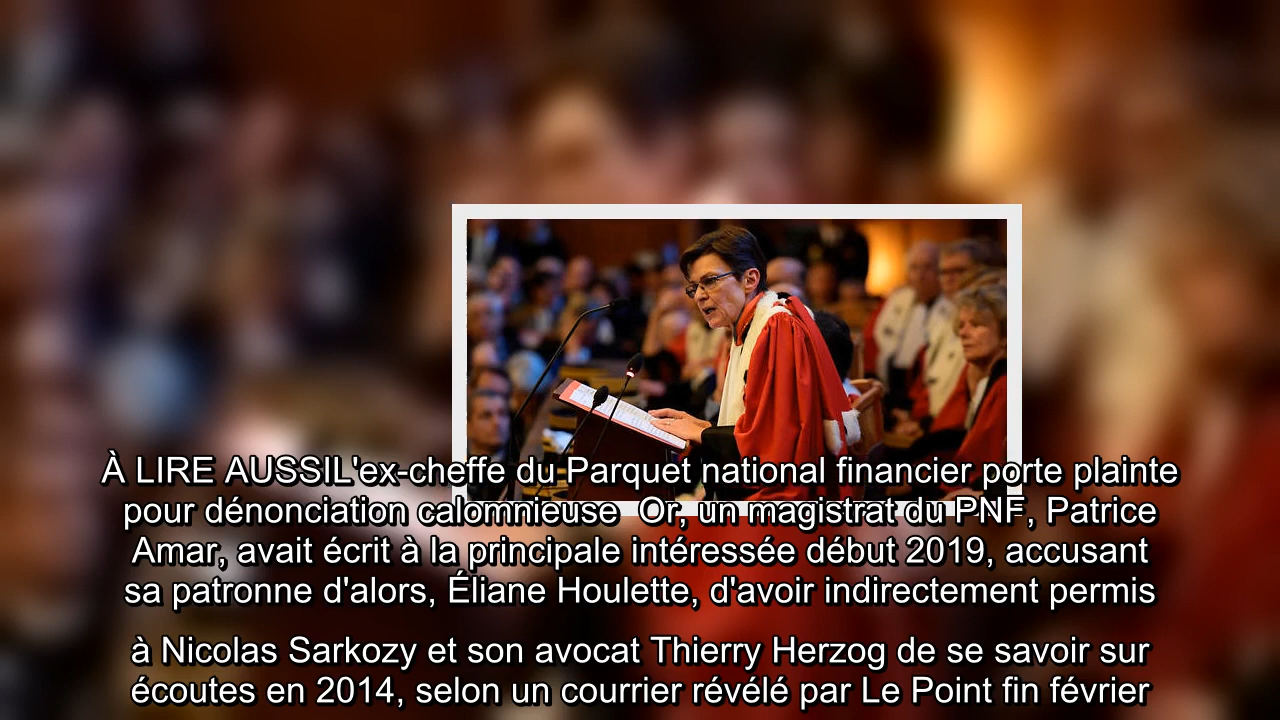 À LIRE AUSSIL'ex-cheffe du Parquet national financier porte plainte
pour dénonciation calomnieuse  Or, un magistrat du PNF, Patrice
Amar, avait écrit à la principale intéressée début 2019, accusant
sa patronne d'alors, Éliane Houlette, d'avoir indirectement permis
à Nicolas Sarkozy et son avocat Thierry Herzog de se savoir sur
écoutes en 2014, selon un courrier révélé par Le Point fin février